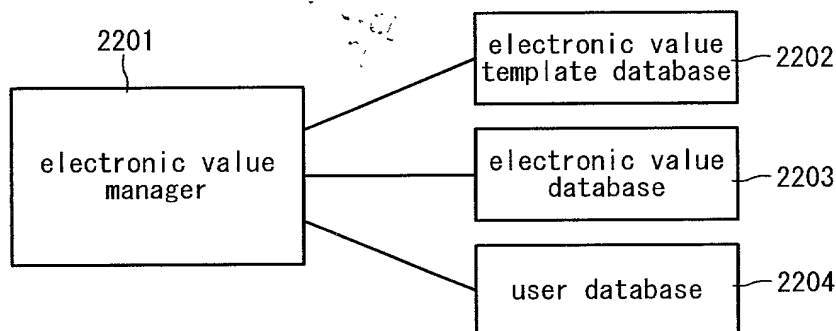 2201
electronic value
manager
electronic value
template database
2202
electronic value
database
2203
user database
2204